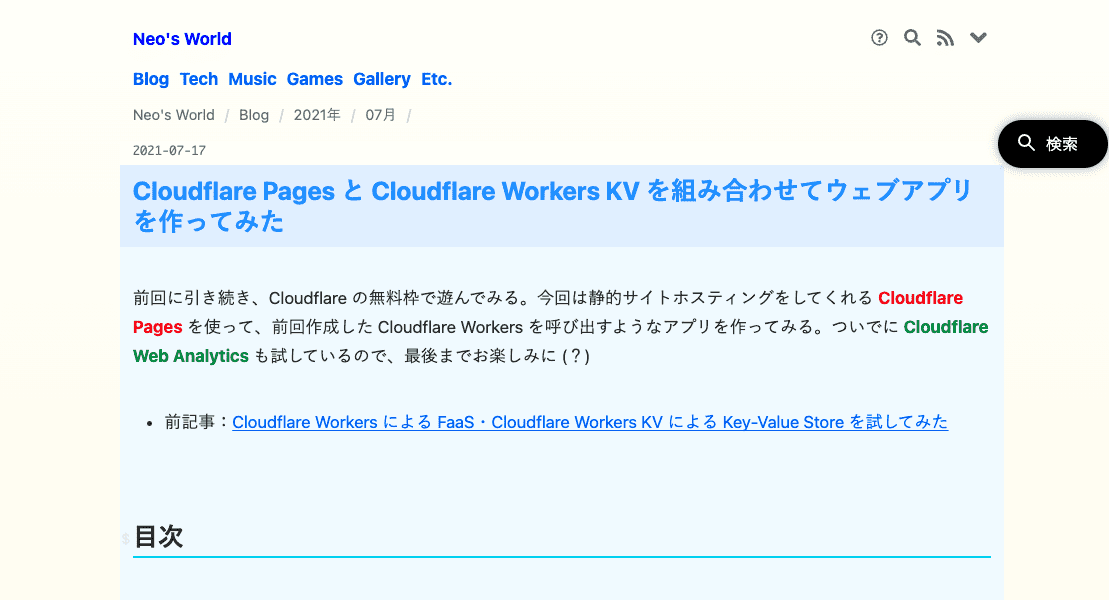 Neo's World
Blog Tech Music Games Gallery Etc.
Neo's World / Blog / 2021年 / 07月 /
検索
2021-07-17
Cloudflare Pages と Cloudflare Workers KV を組み合わせてウェブアプリ
を作ってみた
前回に引き続き、Cloudflare の無料枠で遊んでみる。今回は静的サイトホスティングをしてくれる Cloudflare
Pages を使って、前回作成した Cloudflare Workers を呼び出すようなアプリを作ってみる。ついでに Cloudflare
Web Analytics も試しているので、最後までお楽しみに (？)
• 前記事：Cloudflare Workers による FaaS・Cloudflare Workers KV による Key-Value Store を試してみた
§ 目次